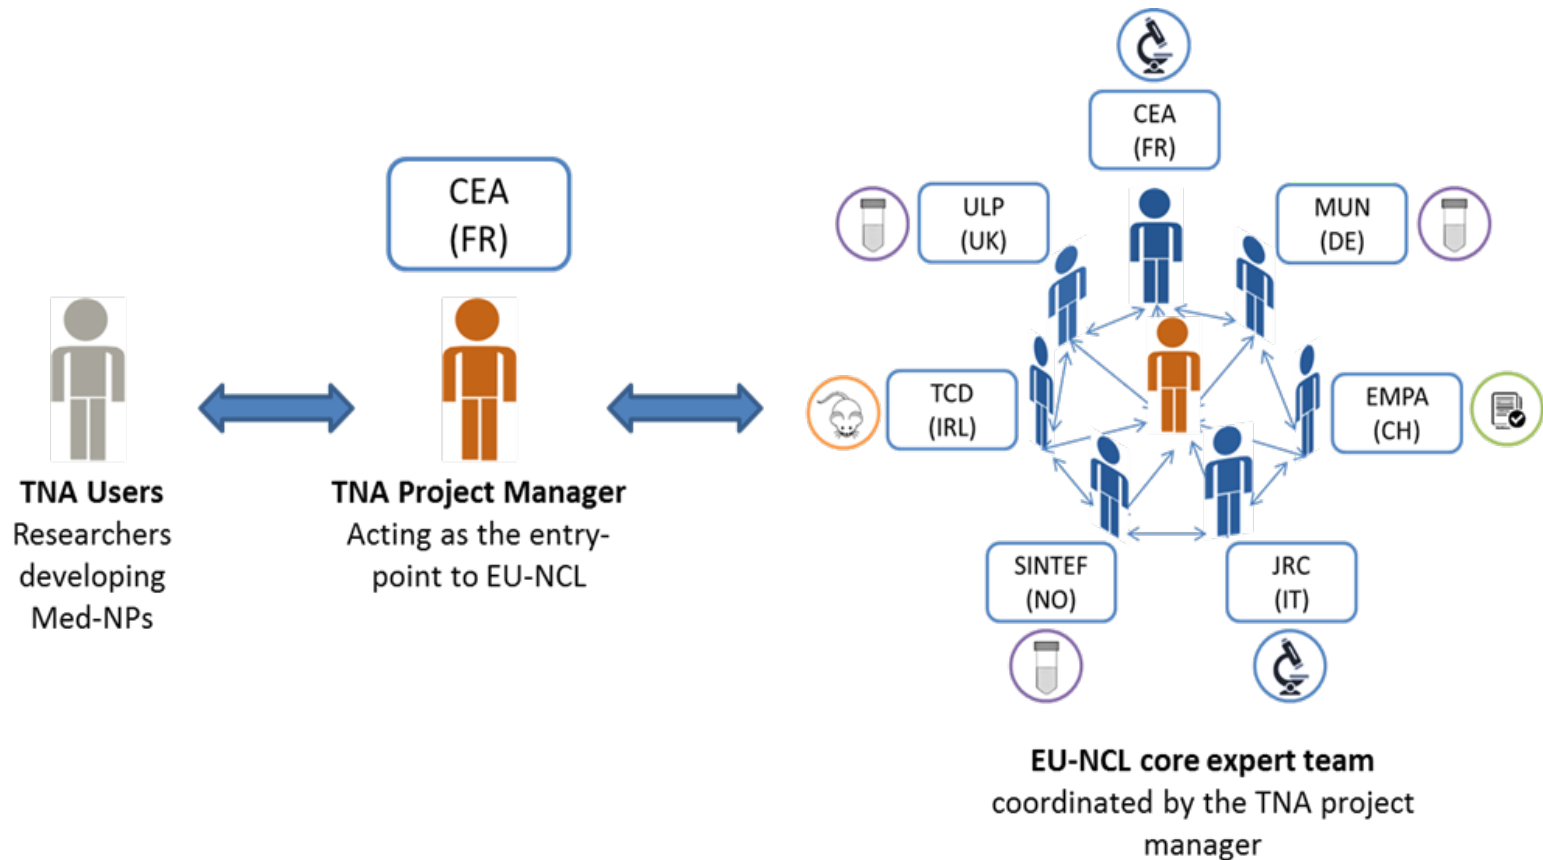 CEA
(FR)
TNA Users
Researchers
developing
Med-NPs
TNA Project Manager
Acting as the entry-
point to EU-NCL
CEA
(FR)
ULP
(UK)
MUN
(DE)
TCD
(IRL)
EMPA
(CH)
SINTEF
(NO)
JRC
(IT)
EU-NCL core expert team
coordinated by the TNA project
manager